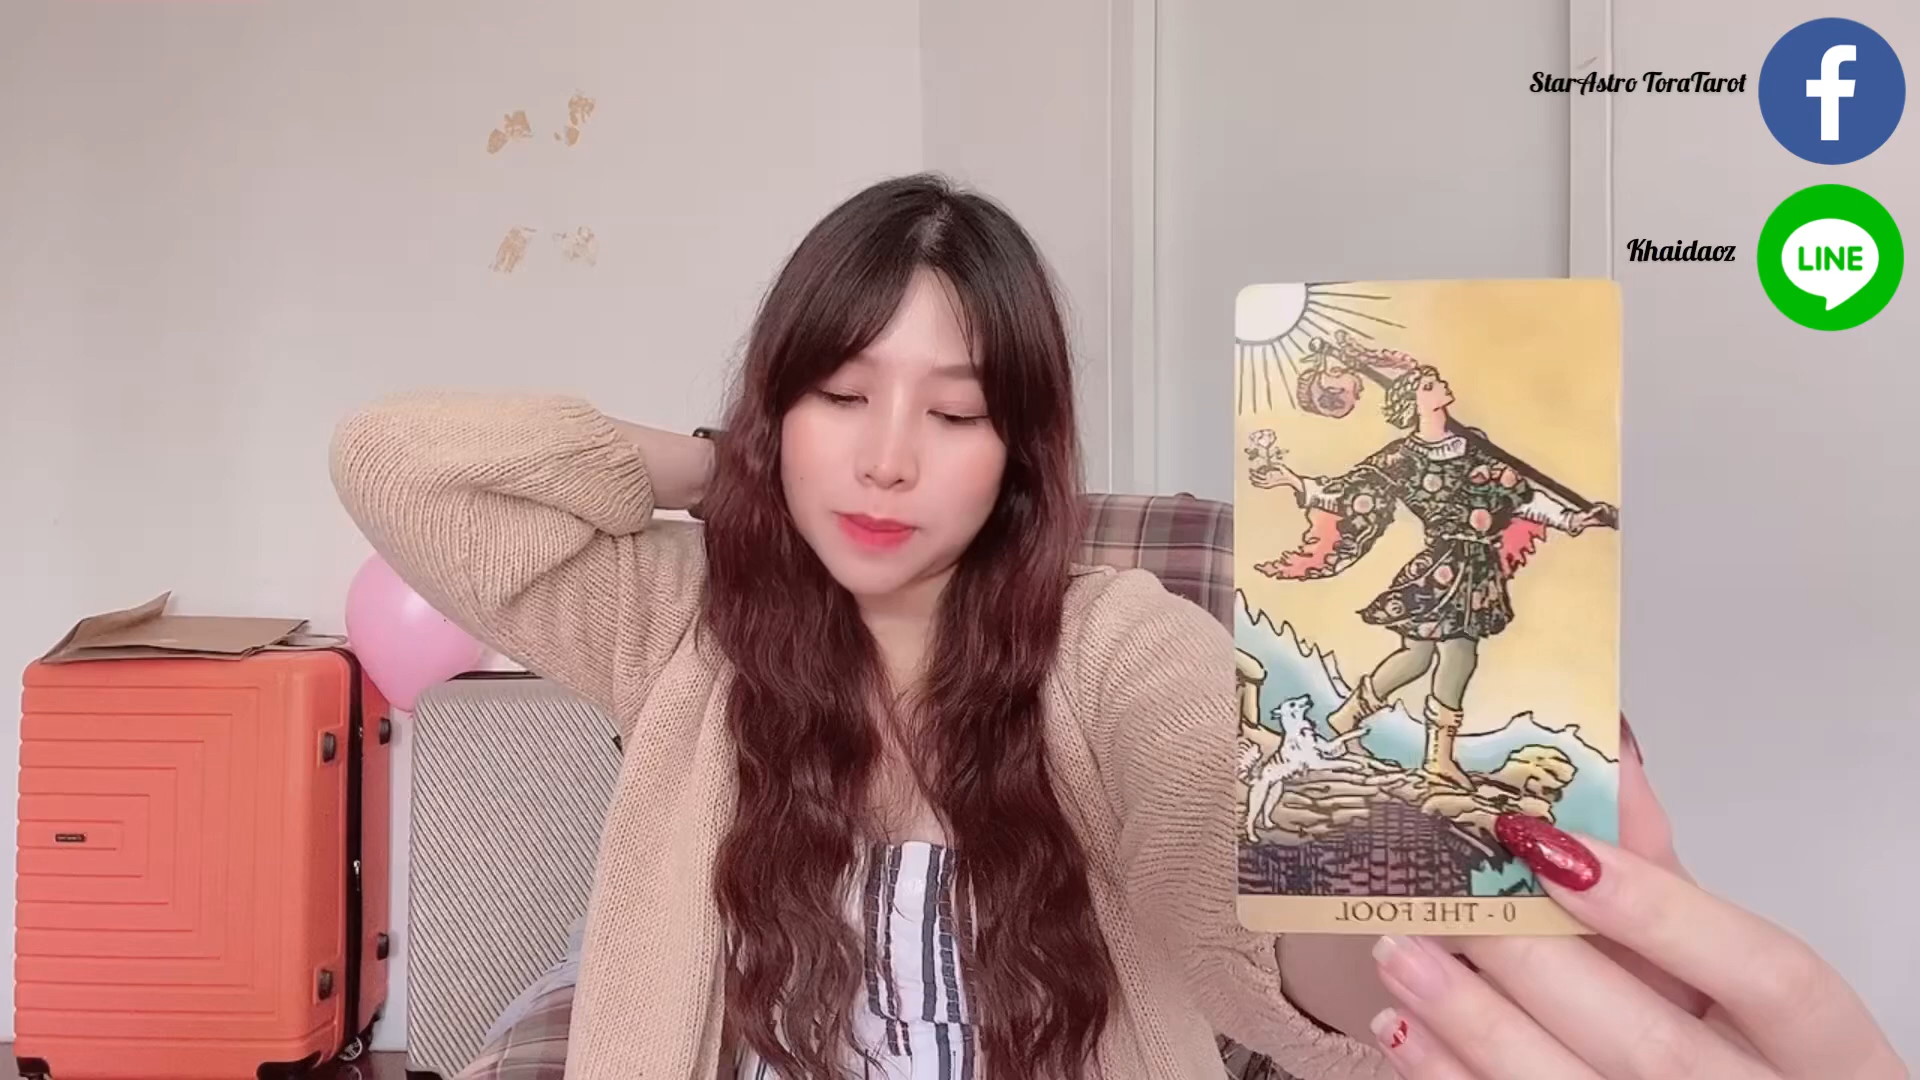 StarAstro ToraTarot
f
Khaidaoz
LINE
0 - THE FOOL.